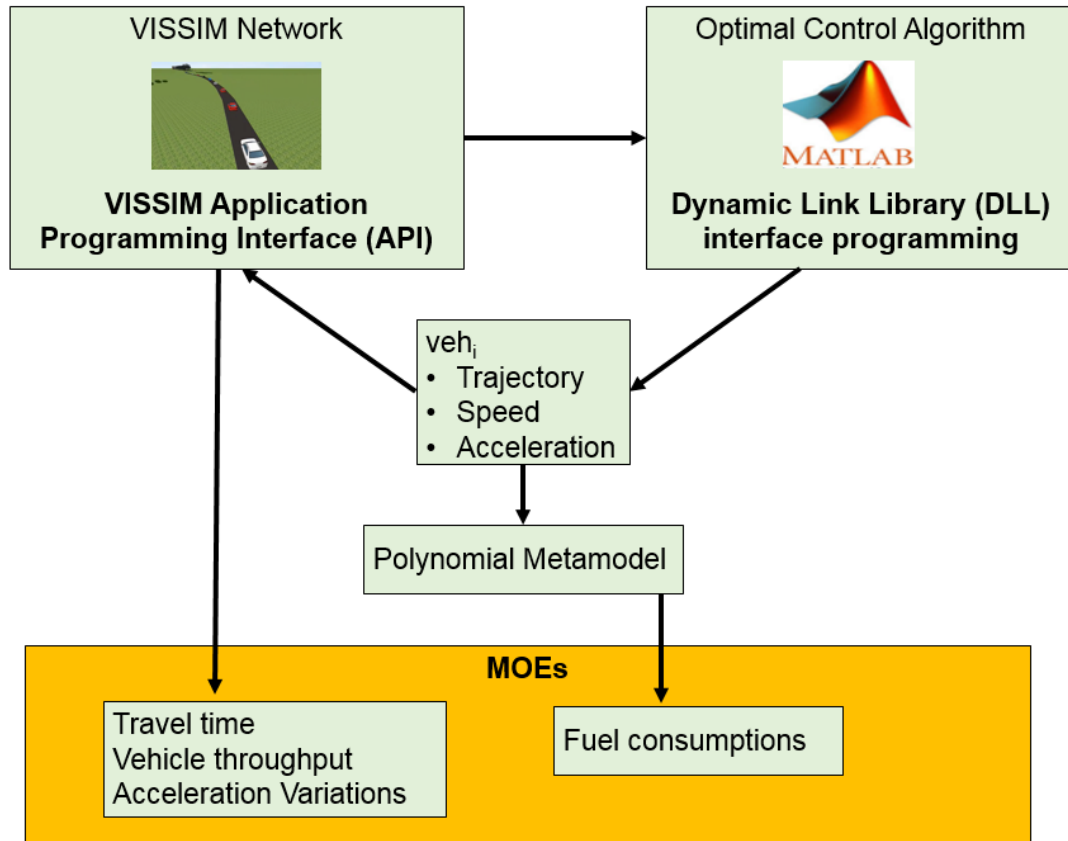 VISSIM Network
VISSIM Application
Programming Interface (API)
Optimal Control Algorithm
MATLAB
Dynamic Link Library (DLL)
interface programming
vehi
• Trajectory
• Speed
• Acceleration
Polynomial Metamodel
MOEs
Travel time
Vehicle throughput
Acceleration Variations
Fuel consumptions